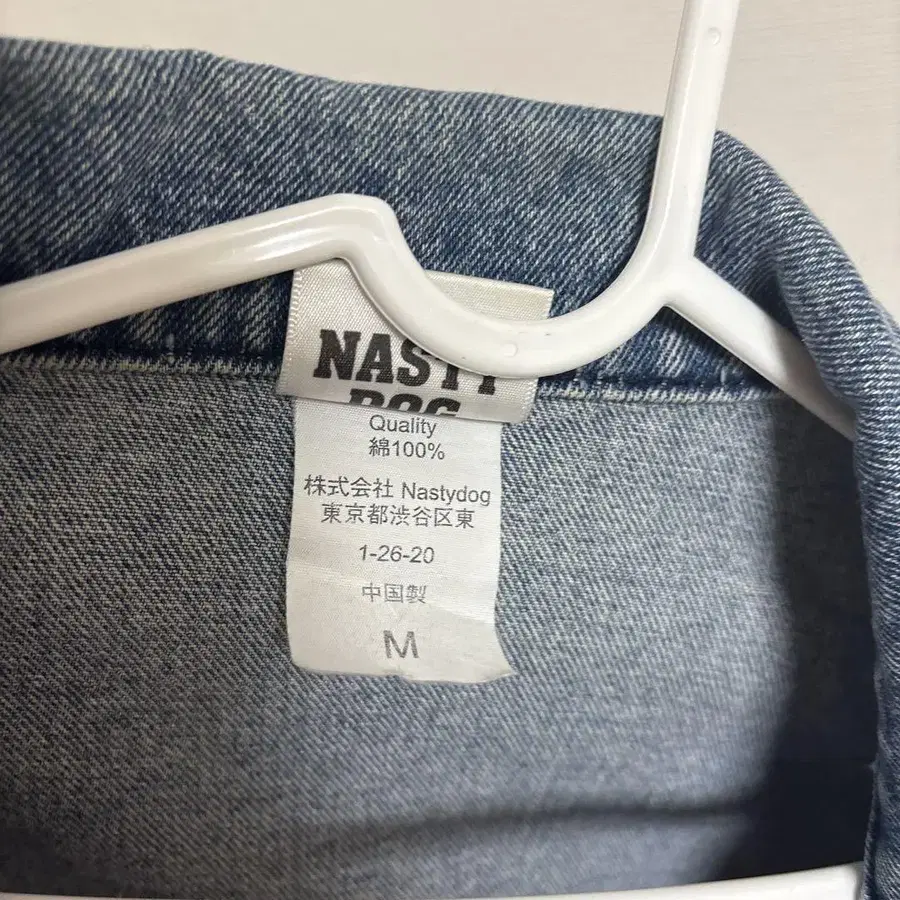 NASTY
DOG
Quality
綿100%
株式会社 Nastydog
東京都渋谷区東
1-26-20
中国製
M